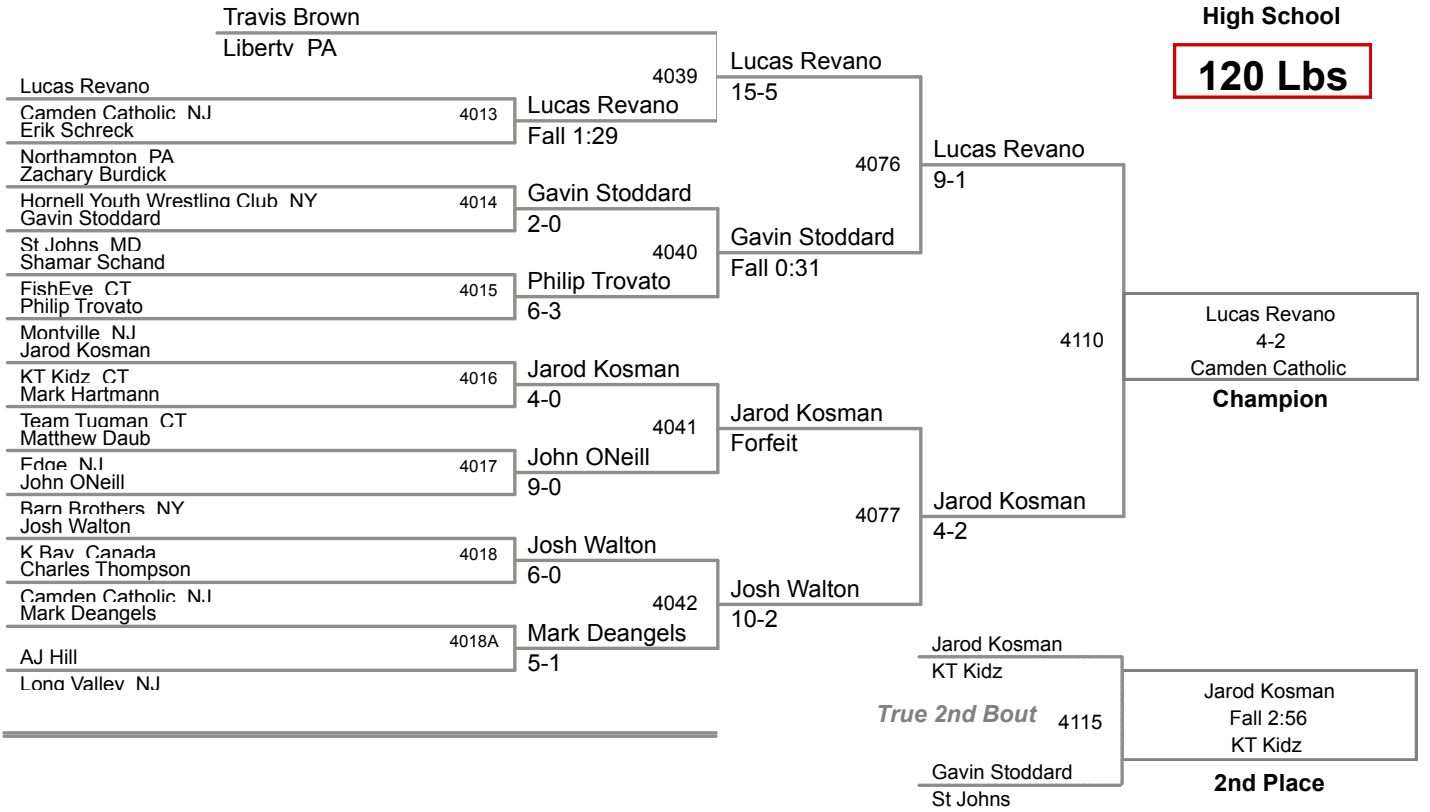 Travis Brown
Liberty PA
High School
120 Lbs
Lucas Revano
Camden Catholic NJ
4013
Erik Schreck
Northampton PA
Zachary Burdick
Hornell Youth Wrestling Club NY
4014
Gavin Stoddard
St Johns MD
Shamar Schand
FishEye CT
4015
Philip Trovato
Montville NJ
Jarod Kosman
KT Kidz CT
4016
Mark Hartmann
Team Tugman CT
Matthew Daub
Edge NJ
4017
John ONeill
Barn Brothers NY
Josh Walton
K Bay Canada
4018
Charles Thompson
Camden Catholic NJ
Mark Deangels
4018A
AJ Hill
Long Valley NJ
4039
Lucas Revano
Fall 1:29
Gavin Stoddard
2-0
4040
Philip Trovato
6-3
Jarod Kosman
4-0
4041
John ONeill
9-0
Josh Walton
6-0
4042
Mark Deangels
5-1
Lucas Revano
15-5
4076
Gavin Stoddard
Fall 0:31
Jarod Kosman
Forfeit
4077
Josh Walton
10-2
Lucas Revano
9-1
4110
Jarod Kosman
4-2
Lucas Revano
4-2
Camden Catholic
Champion
Jarod Kosman
KT Kidz
True 2nd Bout
4115
Gavin Stoddard
St Johns
Jarod Kosman
Fall 2:56
KT Kidz
2nd Place